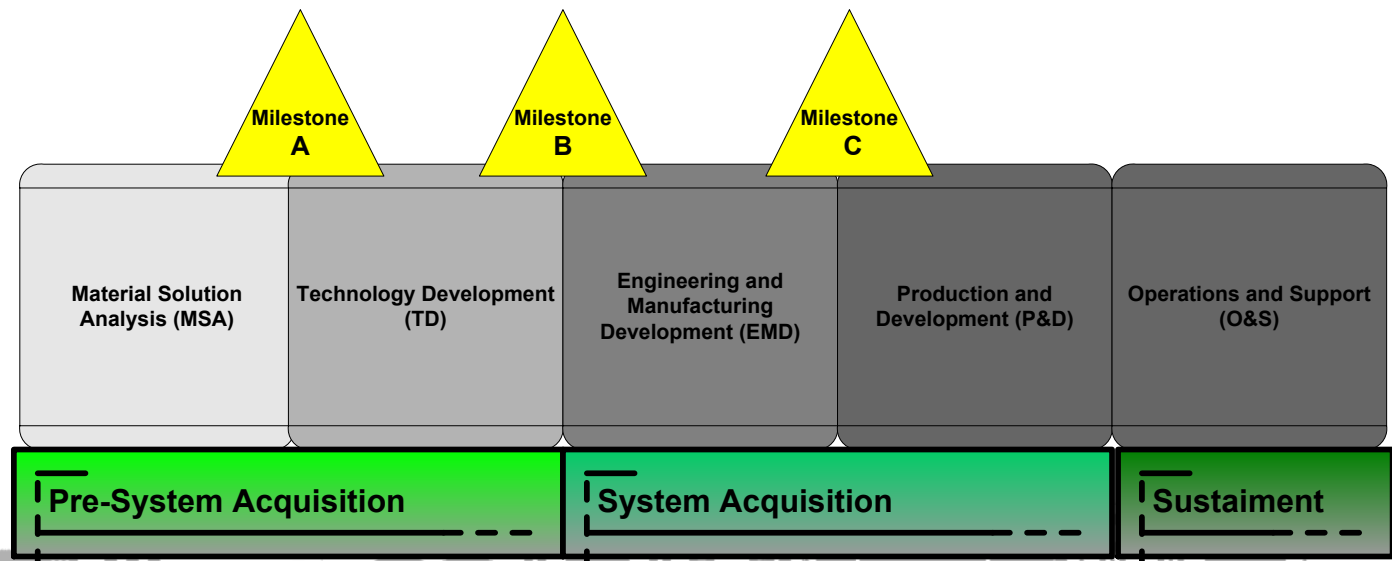 Milestone
A
Milestone
B
Milestone
C
Material Solution
Analysis (MSA)
Technology Development
(TD)
Engineering and
Manufacturing
Development (EMD)
Production and
Development (P&D)
Operations and Support
(O&S)
Pre-System Acquisition
System Acquisition
Sustaiment